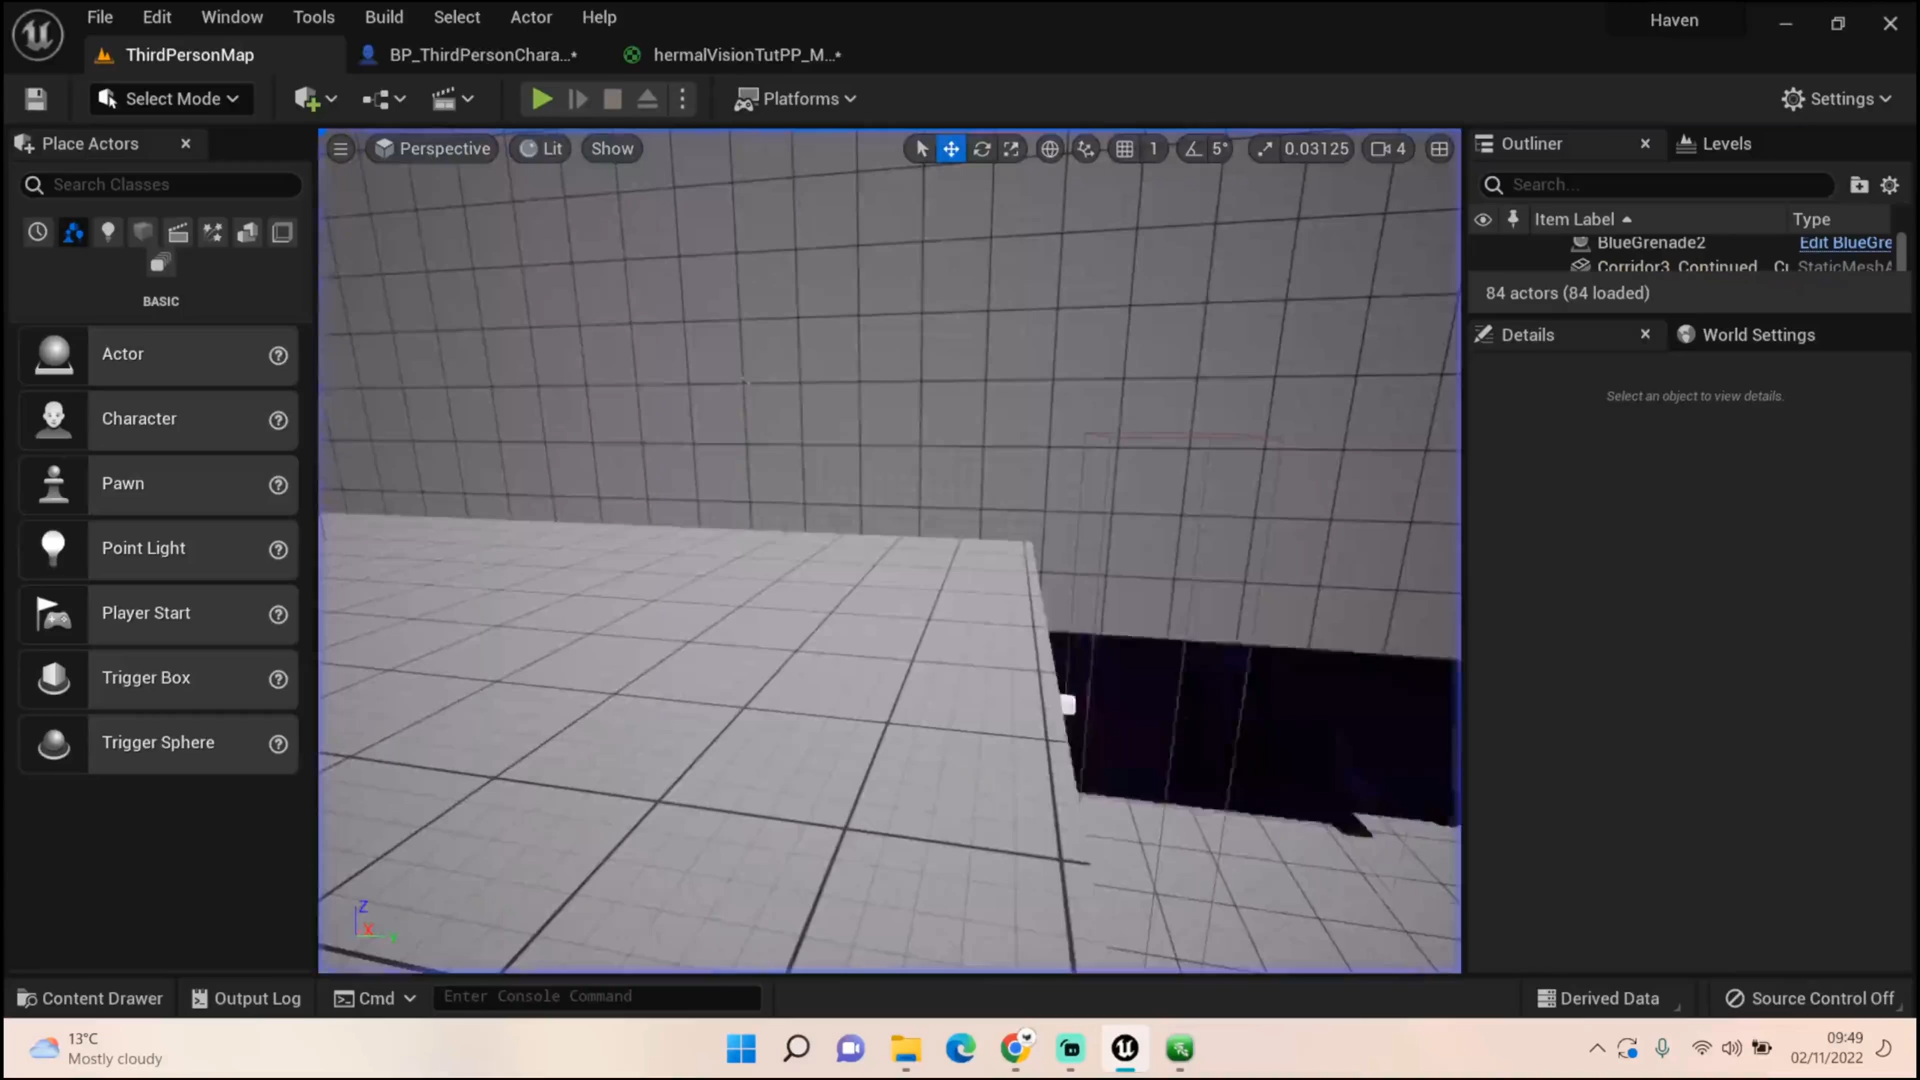 File Edit Window Tools Build Select Actor Help
Haven
ThirdPersonMap
BP_ThirdPersonChara...*
hermalVisionTutPP_M...*
Select Mode
Platforms
Settings
Place Actors
Search Classes
BASIC
Actor
Character
Pawn
Point Light
Player Start
Trigger Box
Trigger Sphere
Perspective Lit Show
1 5° 0.03125 4
Z
X
Outliner
Levels
Search...
Item Label Type
BlueGrenade2 Edit BlueGre
Corridor3_Continued_ StaticMeshA
84 actors (84 loaded)
Details
World Settings
Select an object to view details.
Content Drawer
Output Log
Cmd
Enter Console Command
Derived Data
Source Control Off
13°C
Mostly cloudy
09:49
02/11/2022